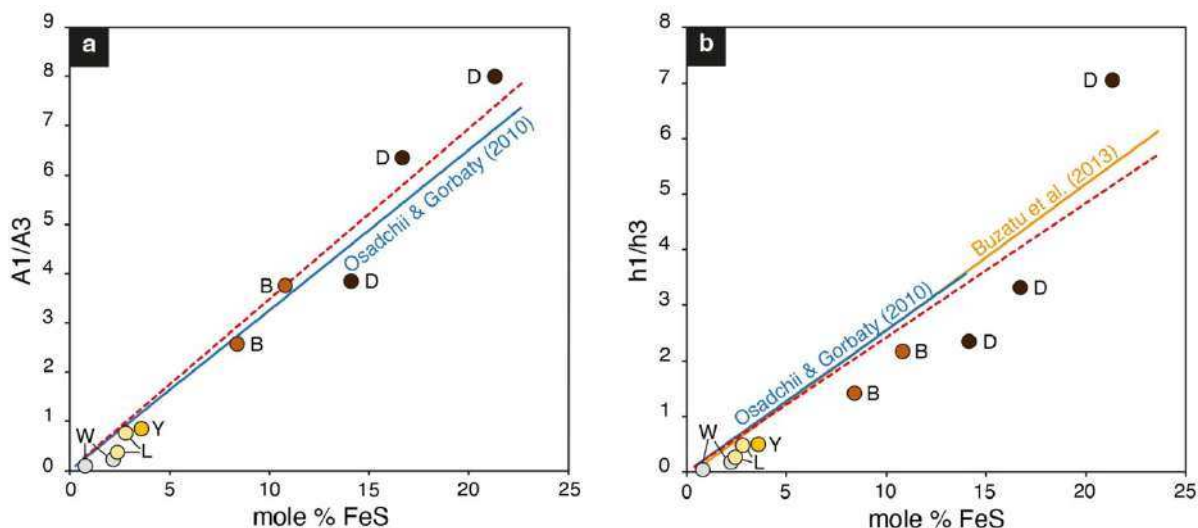 a
9
8
7
6
5
4
3
2
1
0
A1/A3
0 5 10 15 20 25
mole % FeS
D
D
Osadchii & Gorbaty (2010)
B
D
B
W
Y
L
b
8
7
6
5
4
3
2
1
0
h1/h3
0 5 10 15 20 25
mole % FeS
D
Buzatu et al. (2013)
D
Osadchii & Gorbaty (2010)
D
B
B
W
Y
L